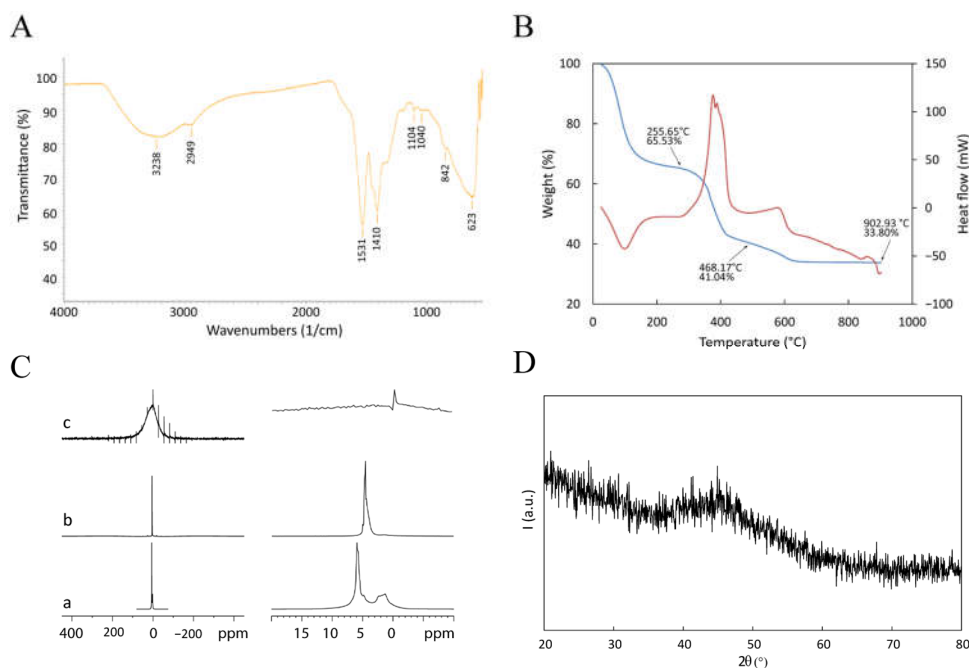 A
Transmittance (%)
100
90
80
70
60
50
40
3238
2949
1531
1410
1104
1040
842
623
4000
3000
2000
1000
Wavenumbers (1/cm)
B
Weight (%)
100
80
60
40
20
255.65°C
65.53%
468.17°C
41.04%
902.93 °C
33.80%
150
100
50
0
−50
−100
Heat flow (mW)
0
200
400
600
800
1000
Temperature (°C)
C
c
b
a
400
200
0
−200
ppm
15
10
5
0
ppm
D
I (a.u.)
20
30
40
50
60
70
80
2θ (°)